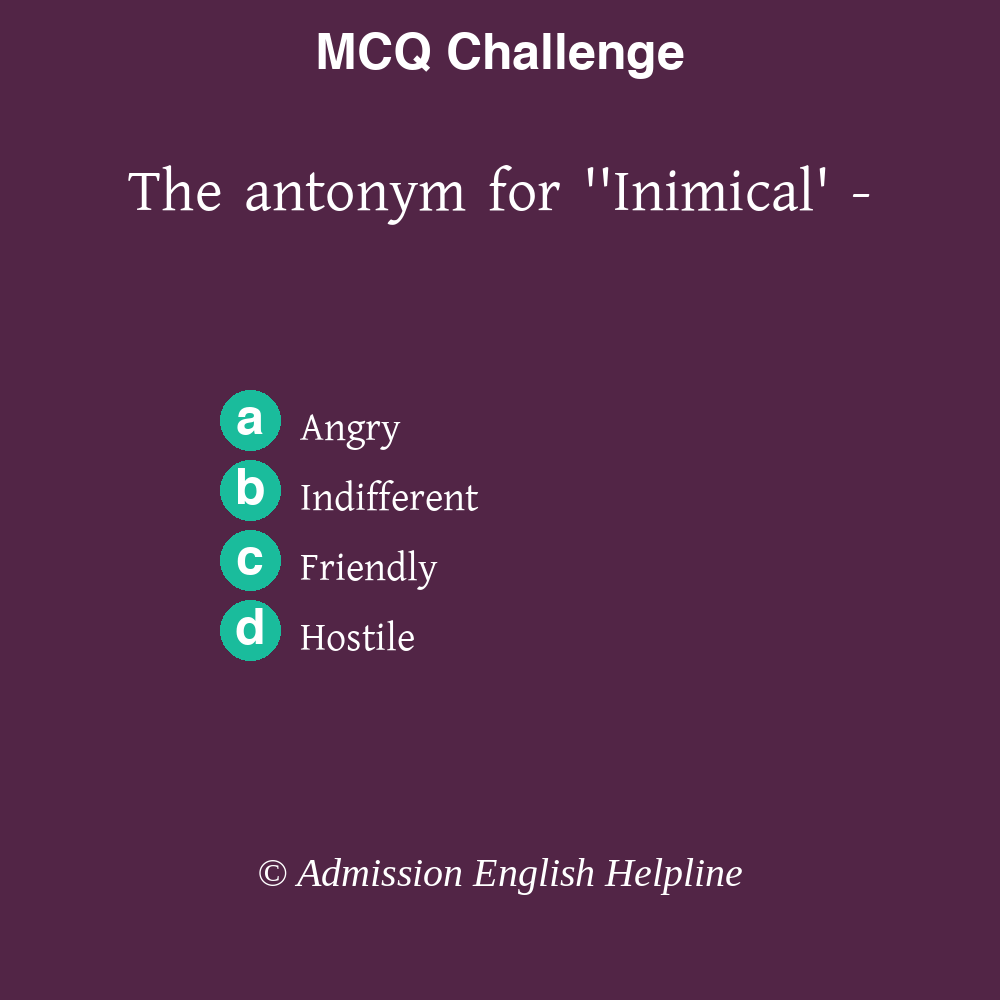 MCQ Challenge
The antonym for "Inimical' -
a Angry
b Indifferent
c Friendly
d Hostile
© Admission English Helpline